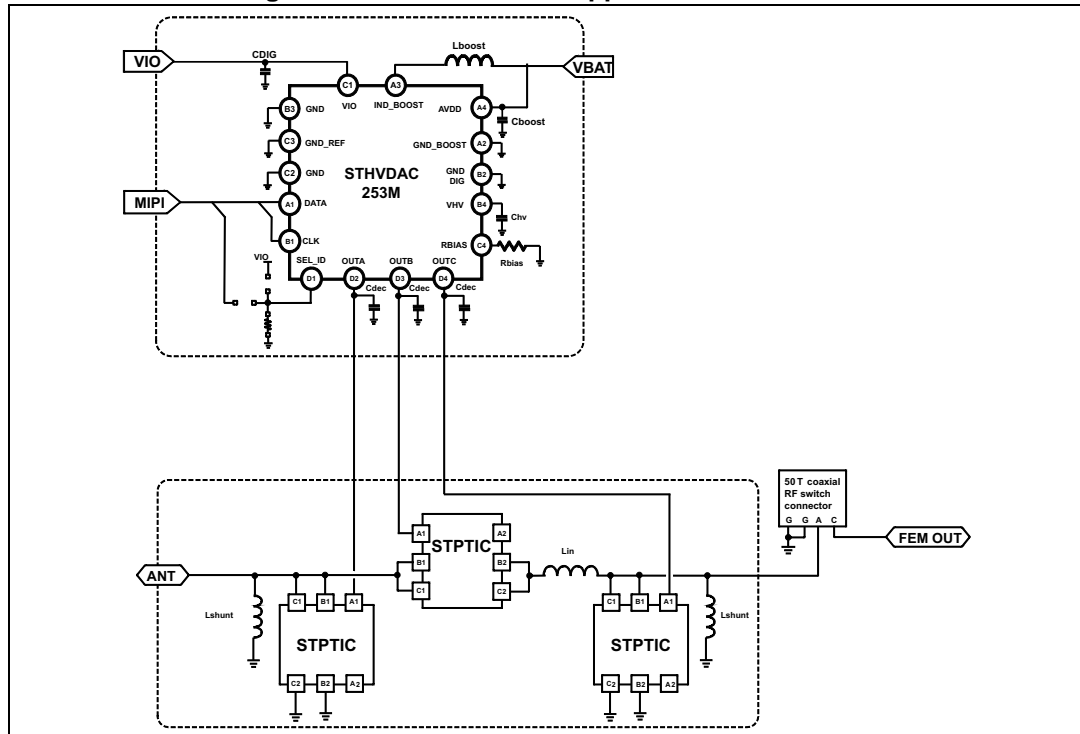 Lboost
CDIG
VIO
VBAT
C1
A3
VIO
IND_BOOST
B3
GND
AVDD
A4
Cboost
C3
GND_REF
GND_BOOST
A2
C2
GND
STHVDAC
253M
GND
DIG
B2
MIPI
A1
DATA
VHV
B4
Chv
B1
CLK
RBIAS
C4
Rbias
VIO
SEL_ID
OUTA
OUTB
OUTC
D1
D2
D3
D4
Cdec
Cdec
Cdec
50 T coaxial
RF switch
connector
G G A C
FEM OUT
A1
A2
STPTIC
B1
B2
C1
C2
Lin
ANT
Lshunt
C1
B1
A1
STPTIC
C2
B2
A2
C1
B1
A1
STPTIC
C2
B2
A2
Lshunt